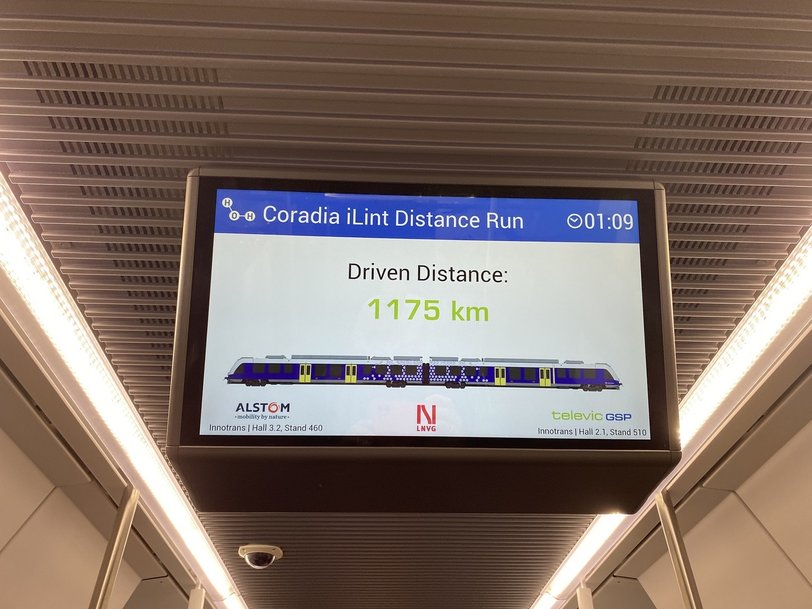 H
O H
Coradia iLint Distance Run
01:09
Driven Distance:
1175 km
ALSTOM
• mobility by nature •
Innotrans | Hall 3.2, Stand 460
N
LNVG
televic GSP
Innotrans | Hall 2.1, Stand 510